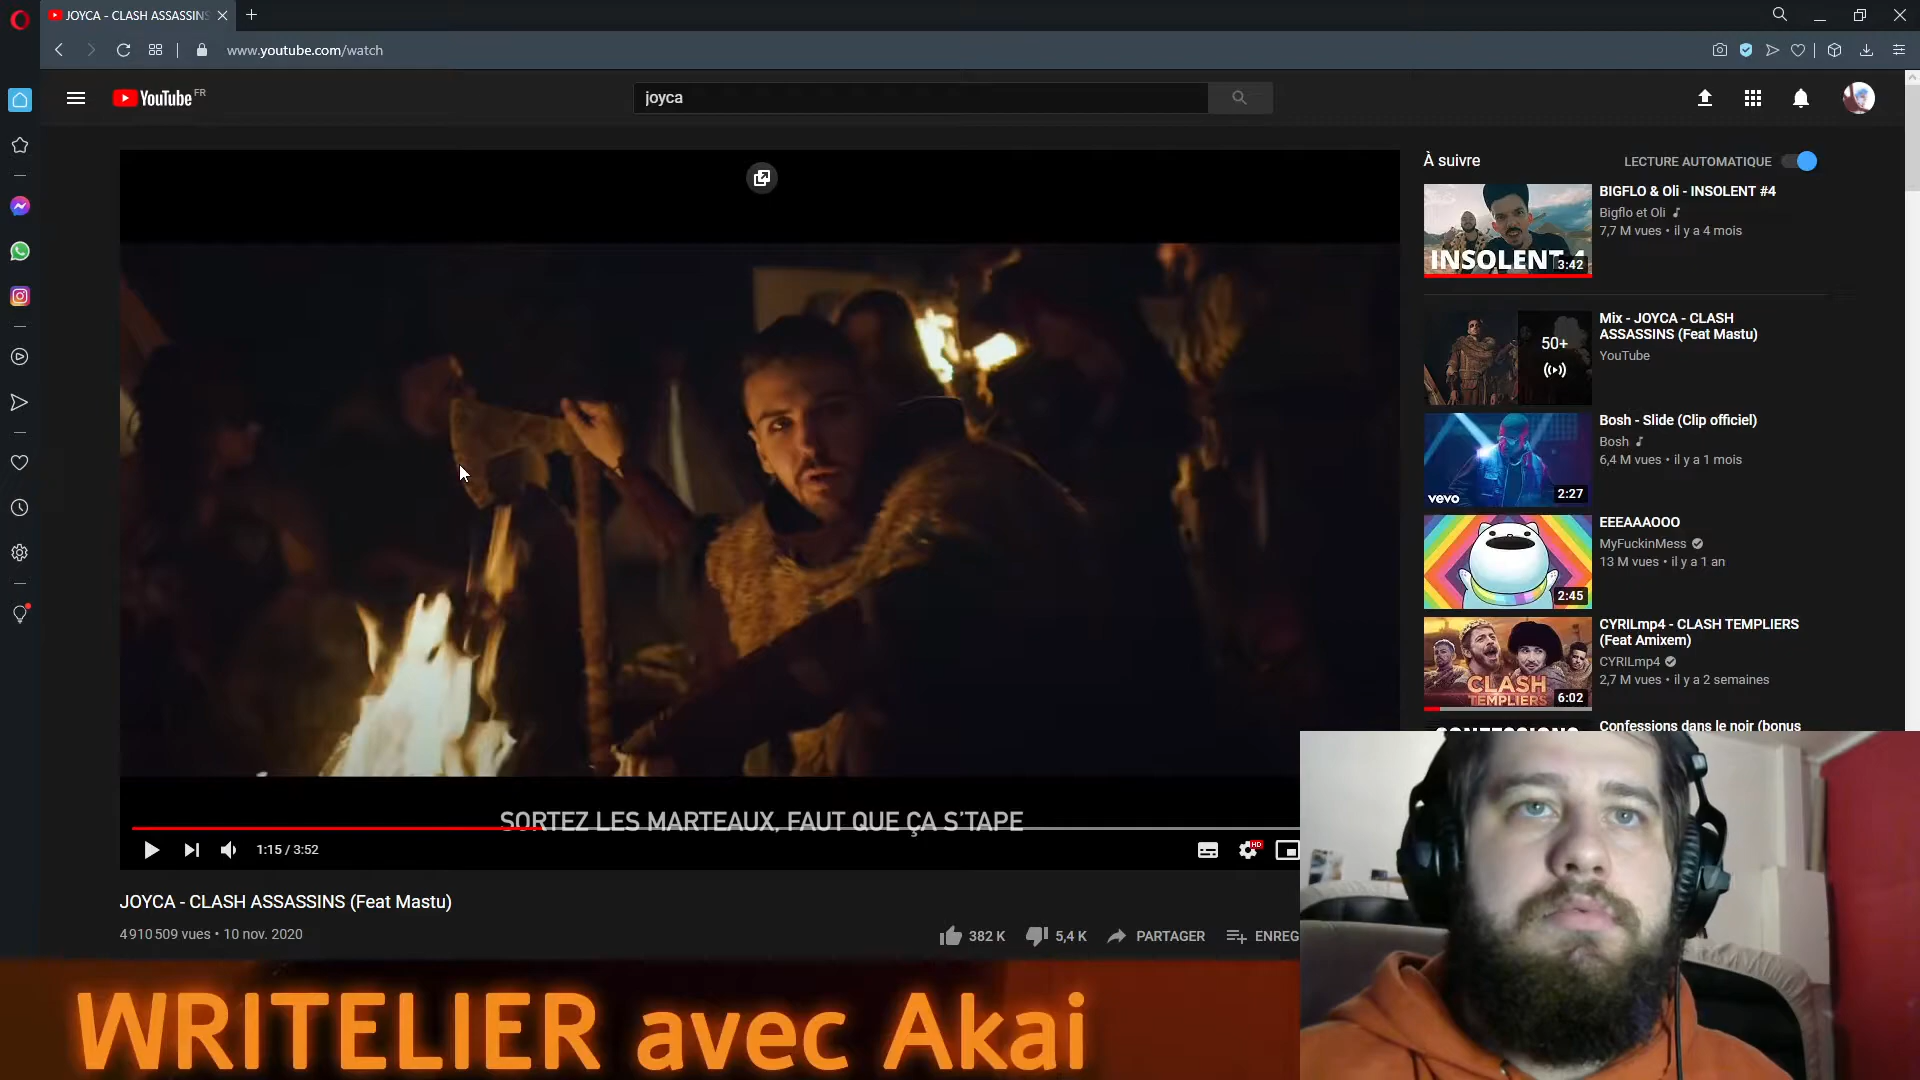 JOYCA - CLASH ASSASSINS
www.youtube.com/watch
YouTube FR
joyca
SORTEZ LES MARTEAUX, FAUT QUE ÇA S'TAPE
1:15 / 3:52
HD
JOYCA - CLASH ASSASSINS (Feat Mastu)
4 910 509 vues • 10 nov. 2020
382 K
5,4 K
PARTAGER
ENREG
À suivre
LECTURE AUTOMATIQUE
INSOLENT 4
3:42
BIGFLO & Oli - INSOLENT #4
Bigflo et Oli
7,7 M vues • il y a 4 mois
50+
Mix - JOYCA - CLASH
ASSASSINS (Feat Mastu)
YouTube
vevo
2:27
Bosh - Slide (Clip officiel)
Bosh
6,4 M vues • il y a 1 mois
2:45
EEEAAAOOO
MyFuckinMess
13 M vues • il y a 1 an
CLASH
TEMPLIERS
6:02
CYRILmp4 - CLASH TEMPLIERS
(Feat Amixem)
CYRILmp4
2,7 M vues • il y a 2 semaines
Confessions dans le noir (bonus
WRITELIER avec Akai